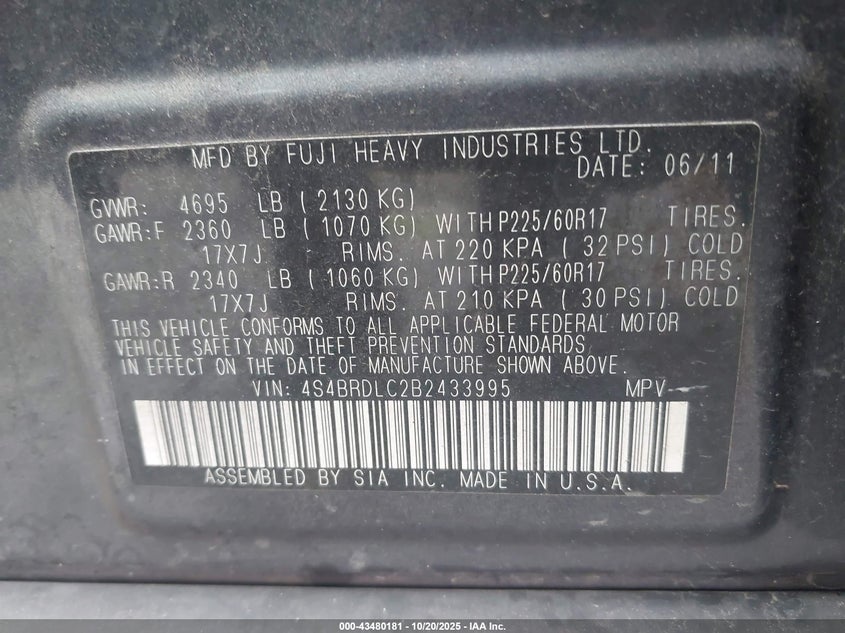 MFD BY FUJI HEAVY INDUSTRIES LTD.
DATE: 06/11
GVWR: 4695 LB ( 2130 KG)
GAWR:F 2360 LB ( 1070 KG) WITH P225/60R17 TIRES.
17X7J RIMS. AT 220 KPA ( 32 PSI) COLD
GAWR:R 2340 LB ( 1060 KG) WITH P225/60R17 TIRES.
17X7J RIMS. AT 210 KPA ( 30 PSI) COLD
THIS VEHICLE CONFORMS TO ALL APPLICABLE FEDERAL MOTOR
VEHICLE SAFETY AND THEFT PREVENTION STANDARDS
IN EFFECT ON THE DATE OF MANUFACTURE SHOWN ABOVE.
VIN: 4S4BRDLC2B2433995 MPV
ASSEMBLED BY SIA INC. MADE IN U.S.A.
000-43480181 - 10/20/2025 - IAA Inc.